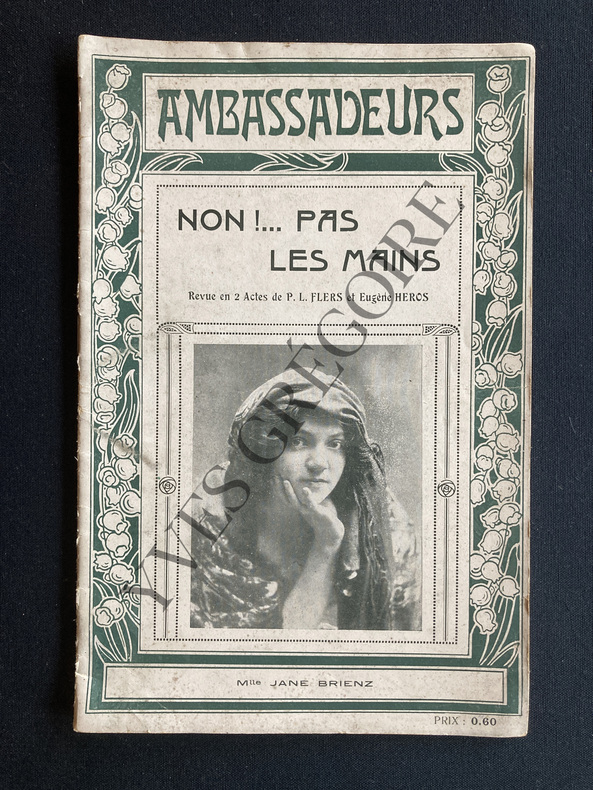 AMBASSADEURS
NON !... PAS
LES MAINS
Revue en 2 Actes de P. L. FLERS et Eugène HEROS
YVES GRÉGOIRE
Mlle JANE BRIENZ
PRIX : 0.60